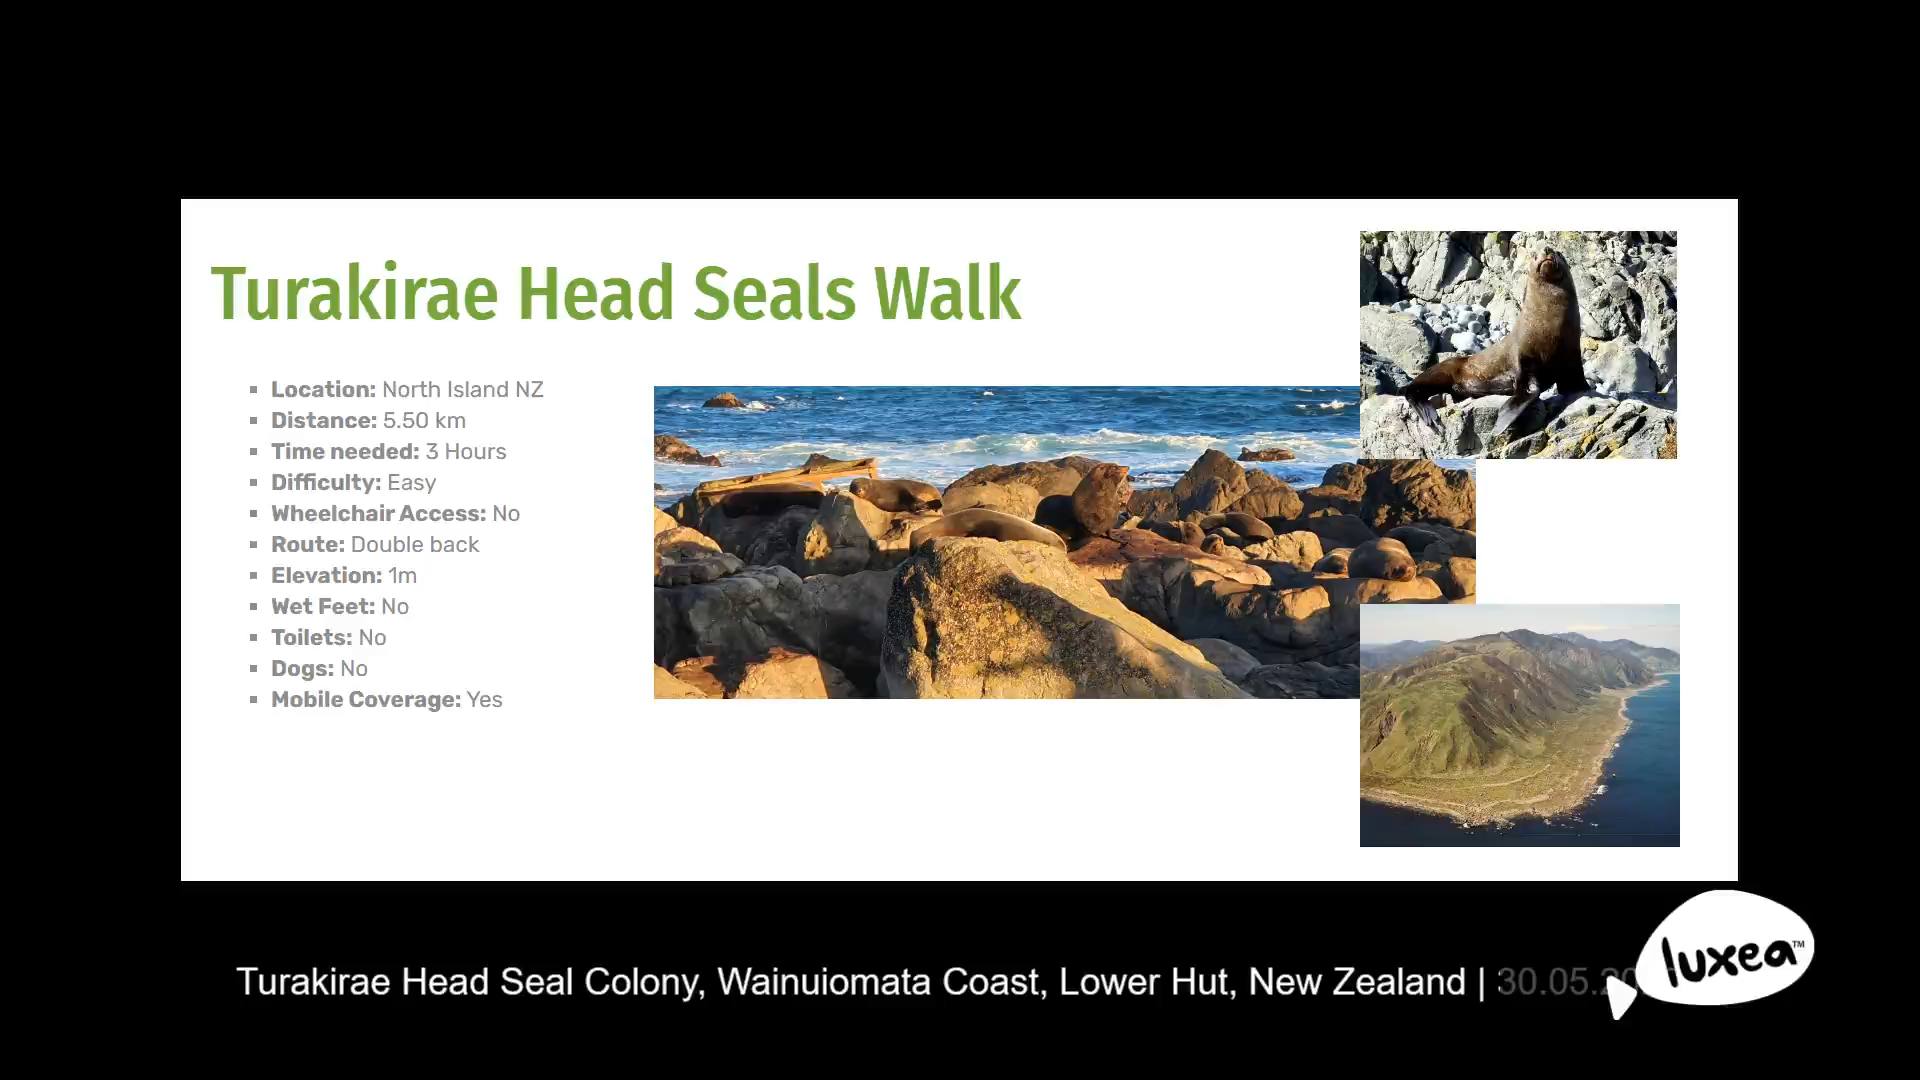 Turakirae Head Seals Walk
Location: North Island NZ
Distance: 5.50 km
Time needed: 3 Hours
Difficulty: Easy
Wheelchair Access: No
Route: Double back
Elevation: 1m
Wet Feet: No
Toilets: No
Dogs: No
Mobile Coverage: Yes
Turakirae Head Seal Colony, Wainuiomata Coast, Lower Hut, New Zealand | 30.05.
luxea™